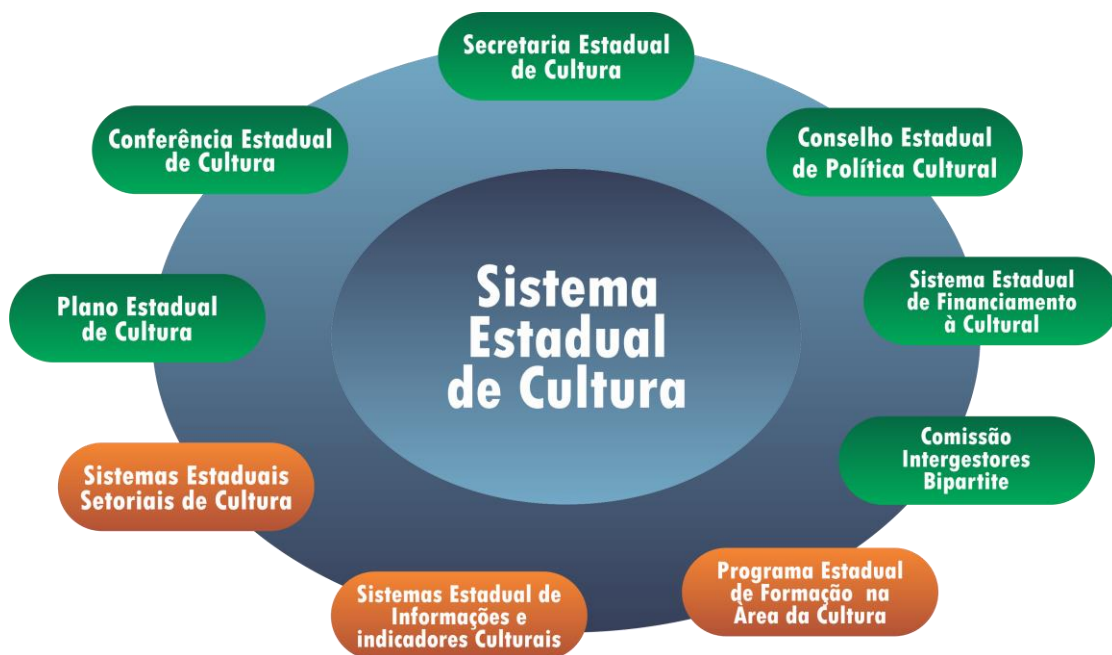 Secretaria Estadual
de Cultura
Conferência Estadual
de Cultura
Conselho Estadual
de Política Cultural
Sistema
Estadual
de Cultura
Plano Estadual
de Cultura
Sistema Estadual
de Financiamento
à Cultural
Comissão
Intergestores
Bipartite
Sistemas Estaduais
Setoriais de Cultura
Sistemas Estadual de
Informações e
indicadores Culturais
Programa Estadual
de Formação na
Àrea da Cultura